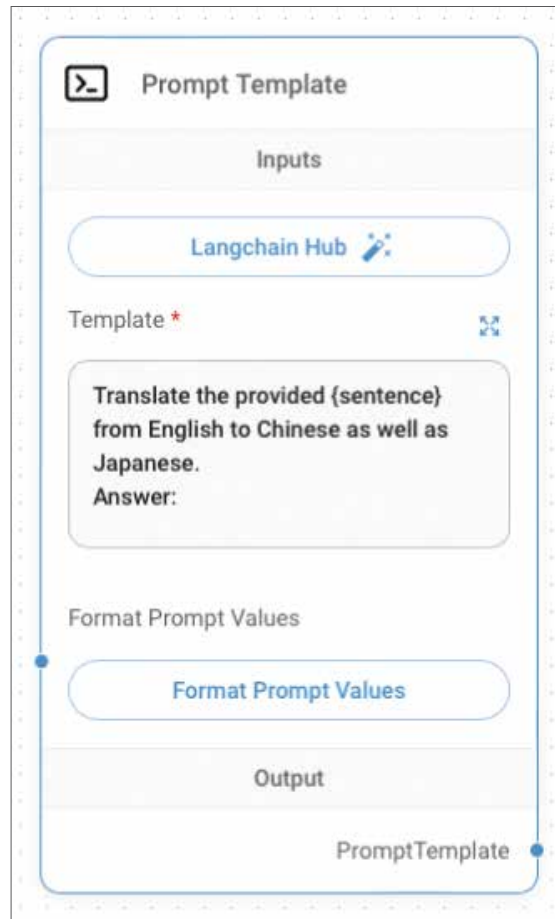 Prompt Template
Inputs
Langchain Hub
Template *
Translate the provided {sentence}
from English to Chinese as well as
Japanese.
Answer:
Format Prompt Values
Format Prompt Values
Output
PromptTemplate